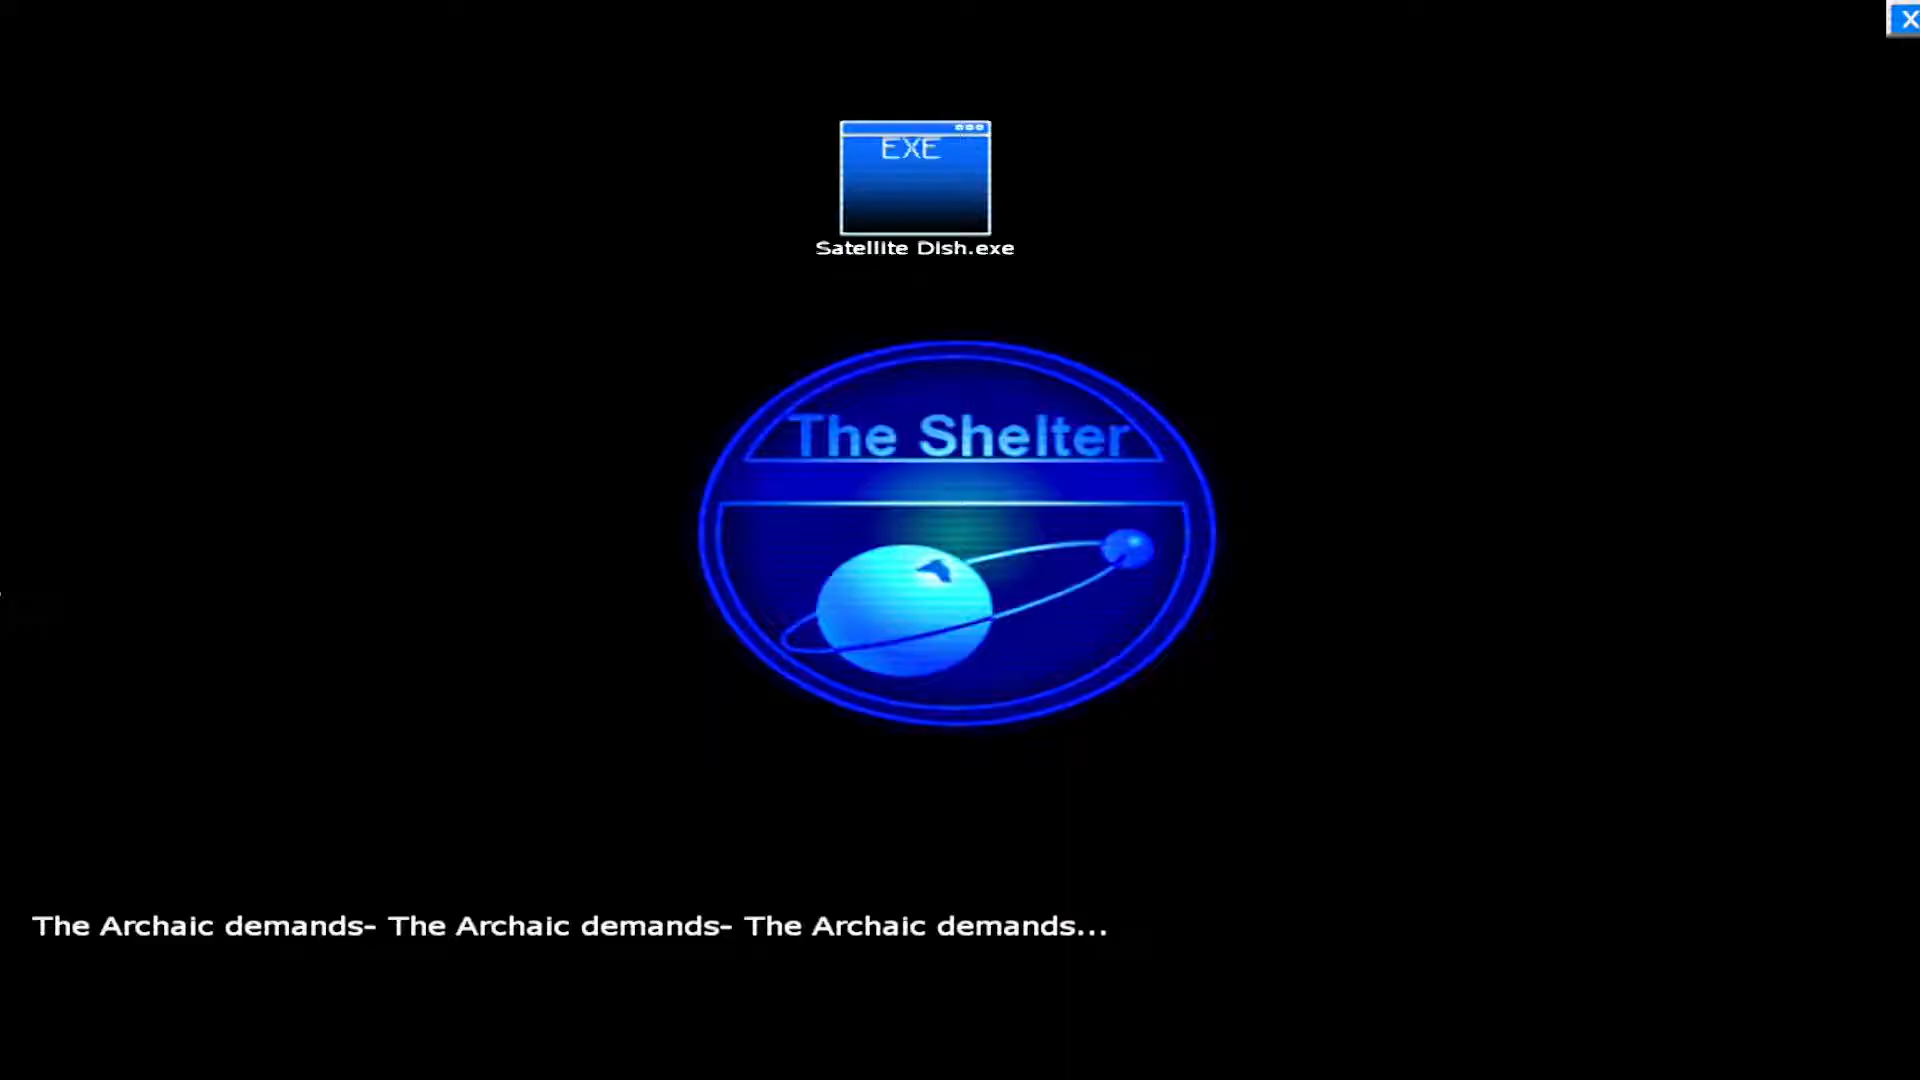 X
EXE
Satellite Dish.exe
The Shelter
The Archaic demands- The Archaic demands- The Archaic demands...